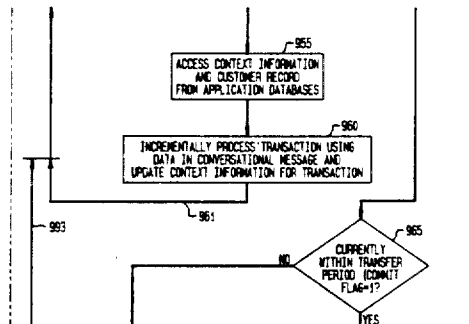 955
ACCESS CONTEXT INFORMATION
AND CUSTOMER RECORD
FROM APPLICATION DATABASES
960
INCREMENTALLY PROCESS TRANSACTION USING
DATA IN CONVERSATIONAL MESSAGE AND
UPDATE CONTEXT INFORMATION FOR TRANSACTION
961
993
965
CURRENTLY
WITHIN TRANSFER
PERIOD (COMMIT
FLAG=1?
NO
YES